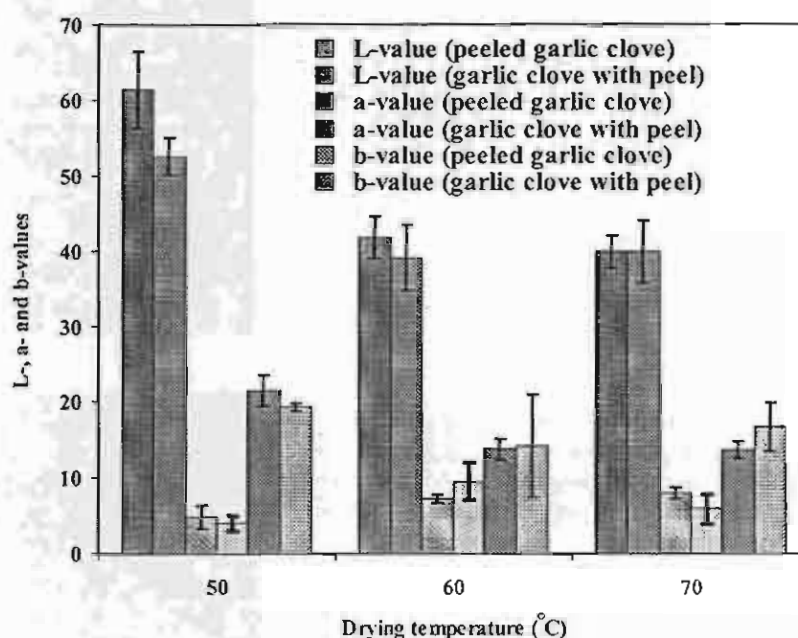 70
60
50
40
30
20
10
0
L-, a- and b-values
L-value (peeled garlic clove)
L-value (garlic clove with peel)
a-value (peeled garlic clove)
a-value (garlic clove with peel)
b-value (peeled garlic clove)
b-value (garlic clove with peel)
50
60
70
Drying temperature (°C)